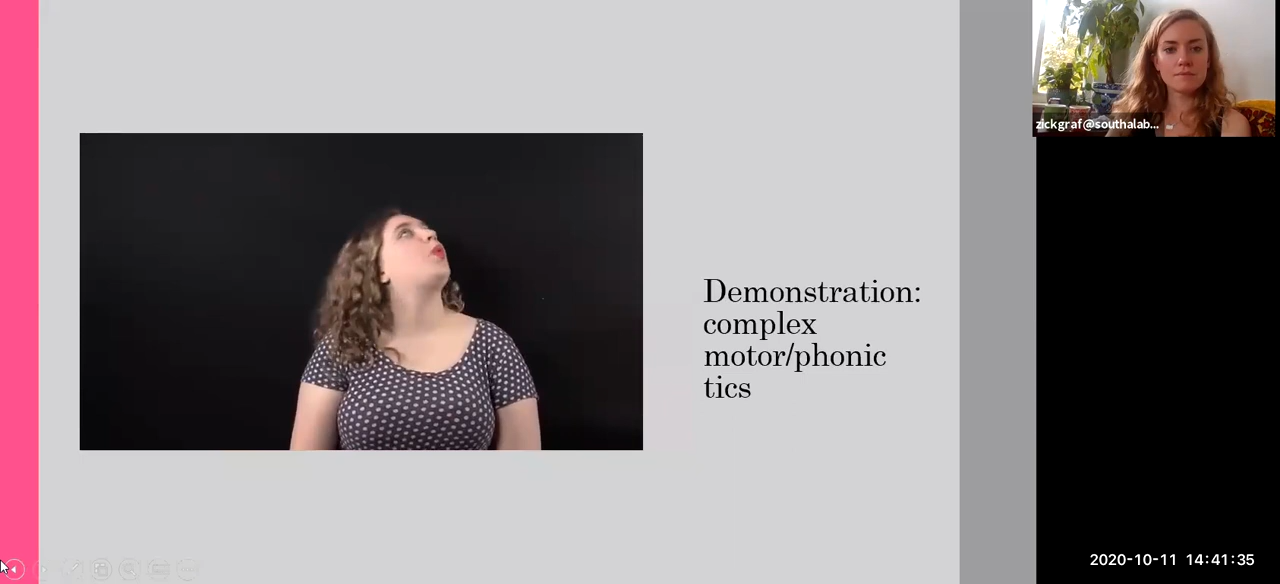 zickgraf@southalab...
Demonstration:
complex
motor/phonic
tics
2020-10-11 14:41:35